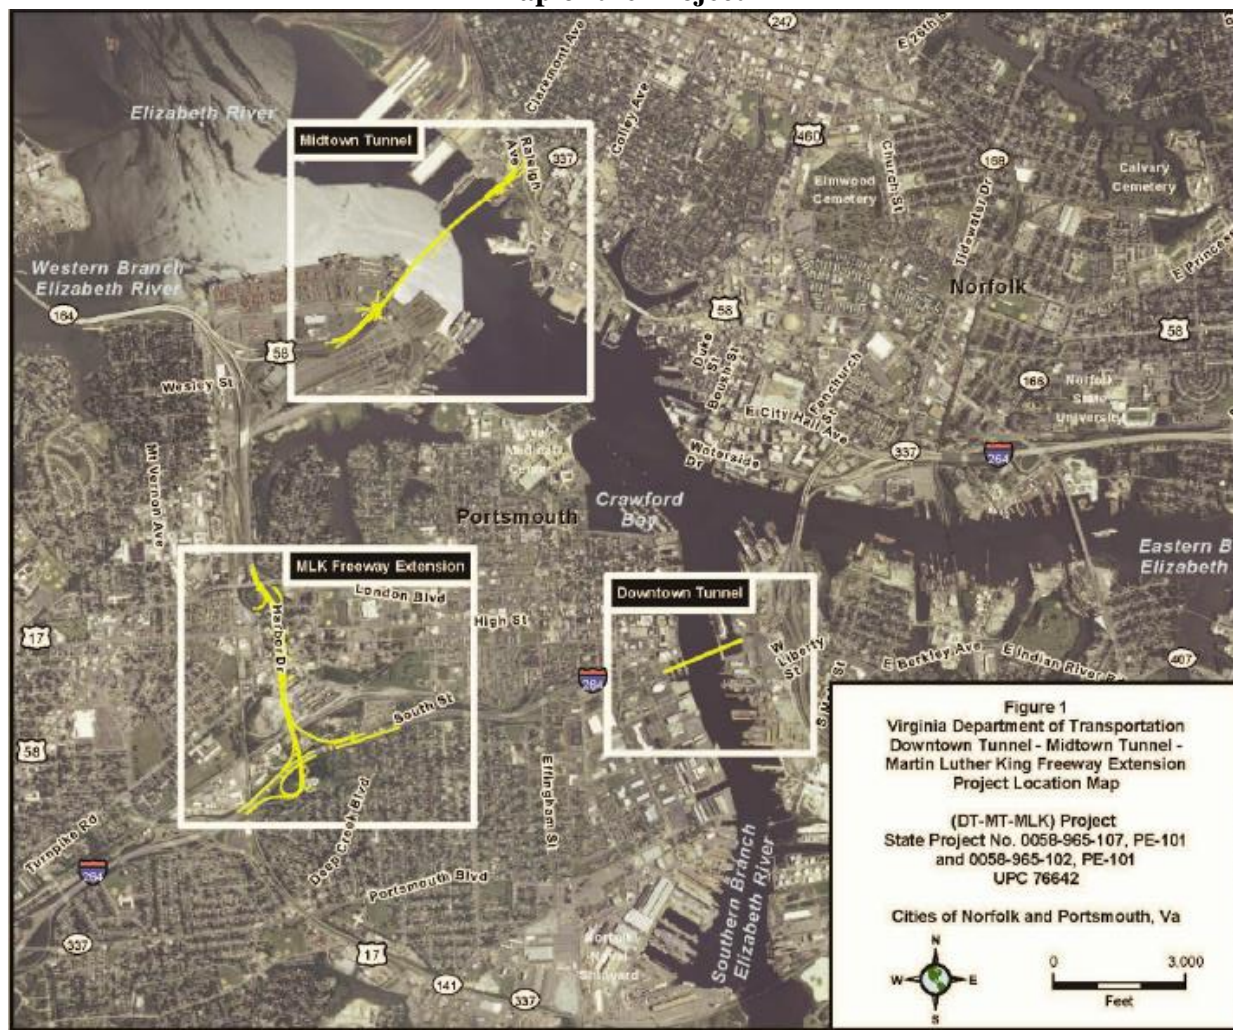 247
E 26th
Claremont Ave
Elizabeth River
Colley Ave
Midtown Tunnel
Raleigh
Ave
337
460
Church St
168
Calvary
Cemetery
Elmwood
Cemetery
Tidewater Dr
E Princess
Western Branch
Elizabeth River
Norfolk
164
58
58
58
Duke
St
Boush St
Fenchurch
St
Wesley St
166
Norfolk
State
University
E City Hall Ave
Waterside
Dr
337
264
Mt Vernon Ave
Crawford
Bay
Portsmouth
Eastern B
Elizabeth
MLK Freeway Extension
London Blvd
Downtown Tunnel
Harbor Dr
High St
17
W
Liberty
St
E Berkley Ave
E Indian River
407
264
South St
58
Effingham St
Deep Creek Blvd
Turnpike Rd
264
Portsmouth Blvd
Southern Branch
Elizabeth River
337
17
Norfolk
Naval
Shipyard
141
337
Figure 1
Virginia Department of Transportation
Downtown Tunnel - Midtown Tunnel -
Martin Luther King Freeway Extension
Project Location Map
(DT-MT-MLK) Project
State Project No. 0058-965-107, PE-101
and 0058-965-102, PE-101
UPC 76642
Cities of Norfolk and Portsmouth, Va
N
W E
S
0 3,000
Feet